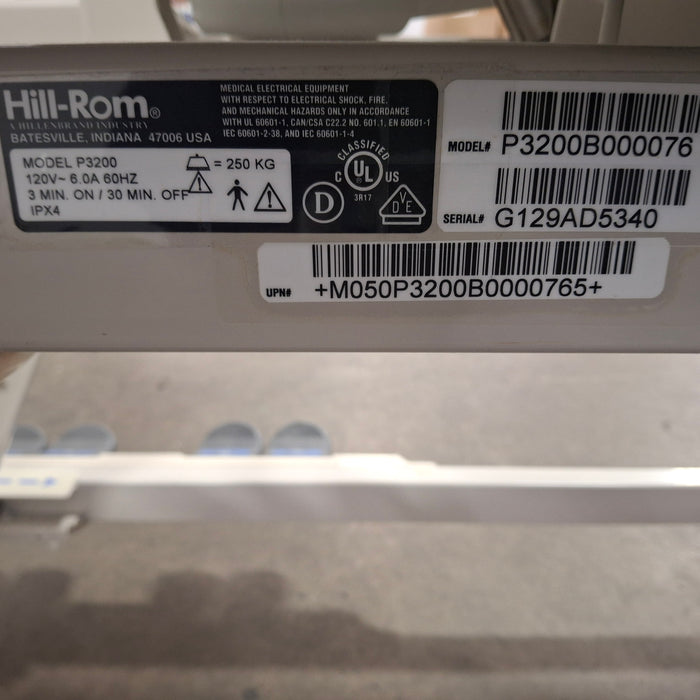 Hill-Rom®
A HILLENBRAND INDUSTRY
BATESVILLE, INDIANA 47006 USA
MEDICAL ELECTRICAL EQUIPMENT
WITH RESPECT TO ELECTRICAL SHOCK, FIRE,
AND MECHANICAL HAZARDS ONLY IN ACCORDANCE
WITH UL 60601-1, CAN/CSA C22.2 NO. 601.1, EN 60601-1
IEC 60601-2-38, AND IEC 60601-1-4
MODEL P3200
120V~ 6.0A 60HZ
3 MIN. ON / 30 MIN. OFF
IPX4
= 250 KG
CLASSIFIED
C UL US
3R17
D
VDE
MODEL# P3200B000076
SERIAL# G129AD5340
UPN# +M050P3200B0000765+